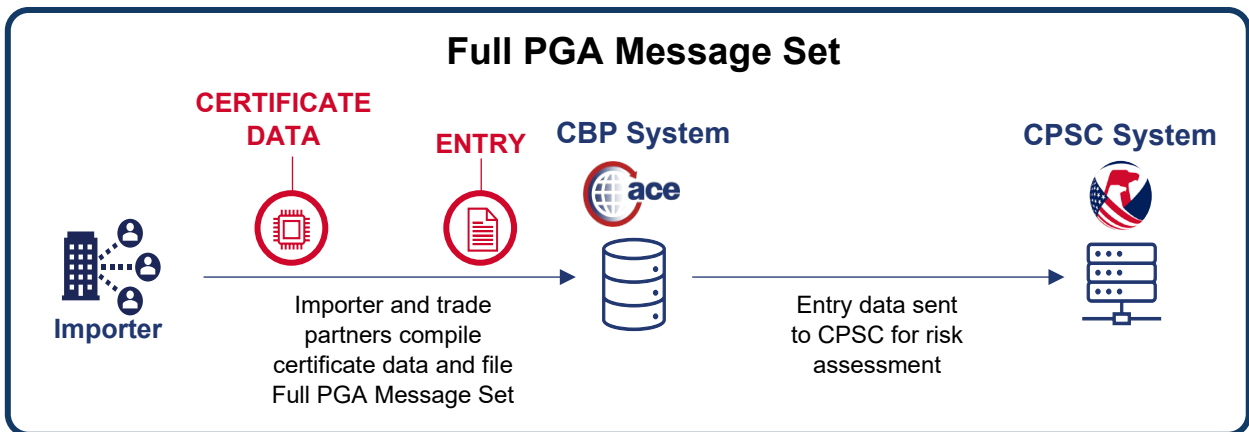 Full PGA Message Set
CERTIFICATE
DATA
ENTRY
CBP System
CPSC System
ace
Importer
Importer and trade
partners compile
certificate data and file
Full PGA Message Set
Entry data sent
to CPSC for risk
assessment